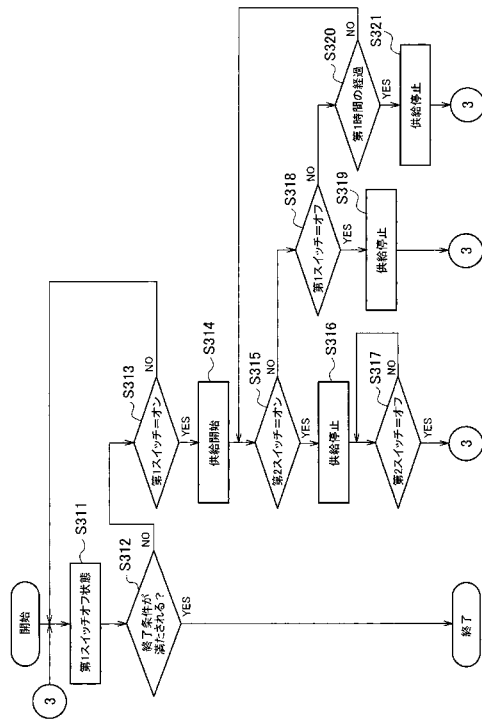 開始
3
S311
第1スイッチオフ状態
S312
終了条件が
満たされる？
NO
YES
終了
S313
第1スイッチ＝オン
NO
YES
S314
供給開始
S315
第2スイッチ＝オン
NO
YES
S316
供給停止
S317
第2スイッチ＝オフ
NO
YES
3
S318
第1スイッチ＝オフ
NO
YES
S319
供給停止
3
S320
第1時間の経過
NO
YES
S321
供給停止
3